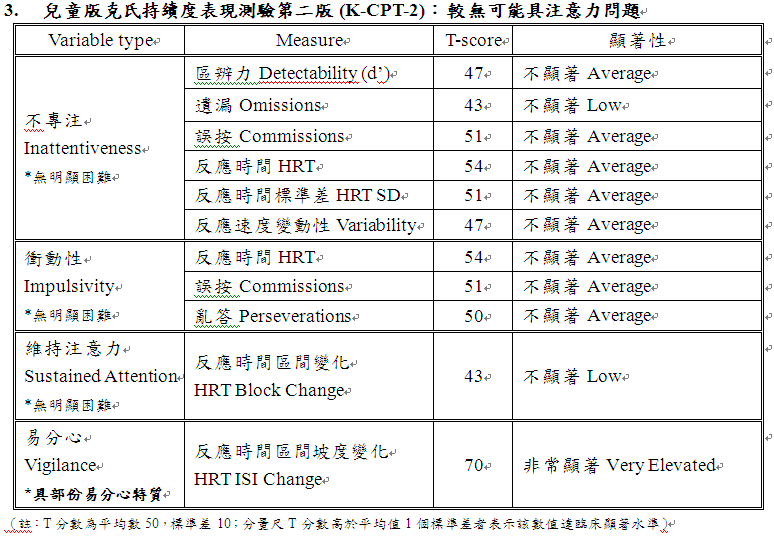 3. 兒童版克氏持續度表現測驗第二版 (K-CPT-2)：較無可能具注意力問題
Variable type Measure T-score 顯著性
不專注
Inattentiveness
*無明顯困難
區辨力 Detectability (d’) 47 不顯著 Average
遺漏 Omissions 43 不顯著 Low
誤按 Commissions 51 不顯著 Average
反應時間 HRT 54 不顯著 Average
反應時間標準差 HRT SD 51 不顯著 Average
反應速度變動性 Variability 47 不顯著 Average
衝動性
Impulsivity
*無明顯困難
反應時間 HRT 54 不顯著 Average
誤按 Commissions 51 不顯著 Average
亂答 Perseverations 50 不顯著 Average
維持注意力
Sustained Attention
*無明顯困難
反應時間區間變化
HRT Block Change
43 不顯著 Low
易分心
Vigilance
*具部份易分心特質
反應時間區間坡度變化
HRT ISI Change
70 非常顯著 Very Elevated
（註：T 分數為平均數 50，標準差 10；分量尺 T 分數高於平均值 1 個標準差者表示該數值達臨床顯著水準）